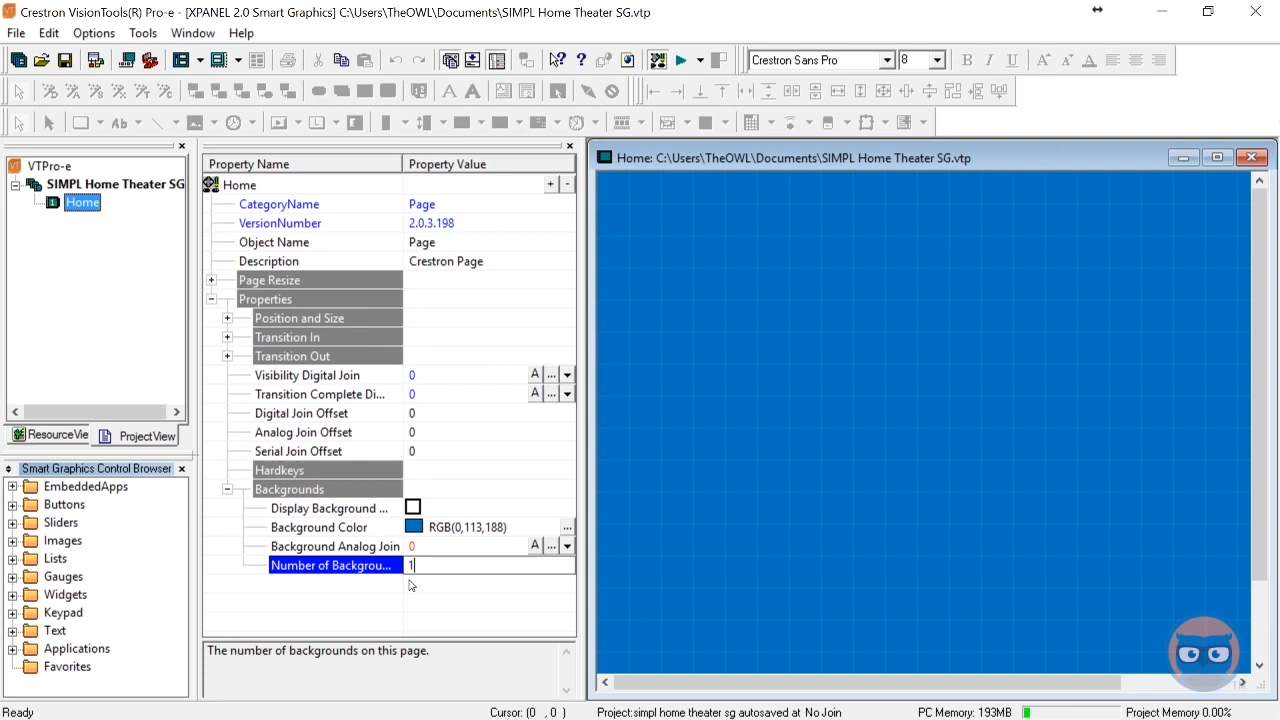 Crestron VisionTools(R) Pro-e - [XPANEL 2.0 Smart Graphics] C:\Users\TheOWL\Documents\SIMPL Home Theater SG.vtp
File Edit Options Tools Window Help
Crestron Sans Pro 8 B I U
VTPro-e
SIMPL Home Theater SG
Home
ResourceVie ProjectView
Smart Graphics Control Browser
EmbeddedApps
Buttons
Sliders
Images
Lists
Gauges
Widgets
Keypad
Text
Applications
Favorites
Property Name Property Value
Home + -
CategoryName Page
VersionNumber 2.0.3.198
Object Name Page
Description Crestron Page
Page Resize
Properties
Position and Size
Transition In
Transition Out
Visibility Digital Join 0 A ...
Transition Complete Di... 0 A ...
Digital Join Offset 0
Analog Join Offset 0
Serial Join Offset 0
Hardkeys
Backgrounds
Display Background ...
Background Color RGB(0,113,188) ...
Background Analog Join 0 A ...
Number of Backgrou... 1
The number of backgrounds on this page.
Home: C:\Users\TheOWL\Documents\SIMPL Home Theater SG.vtp
Ready Cursor: (0 , 0 ) Project:simpl home theater sg autosaved at No Join PC Memory: 193MB Project Memory 0.00%